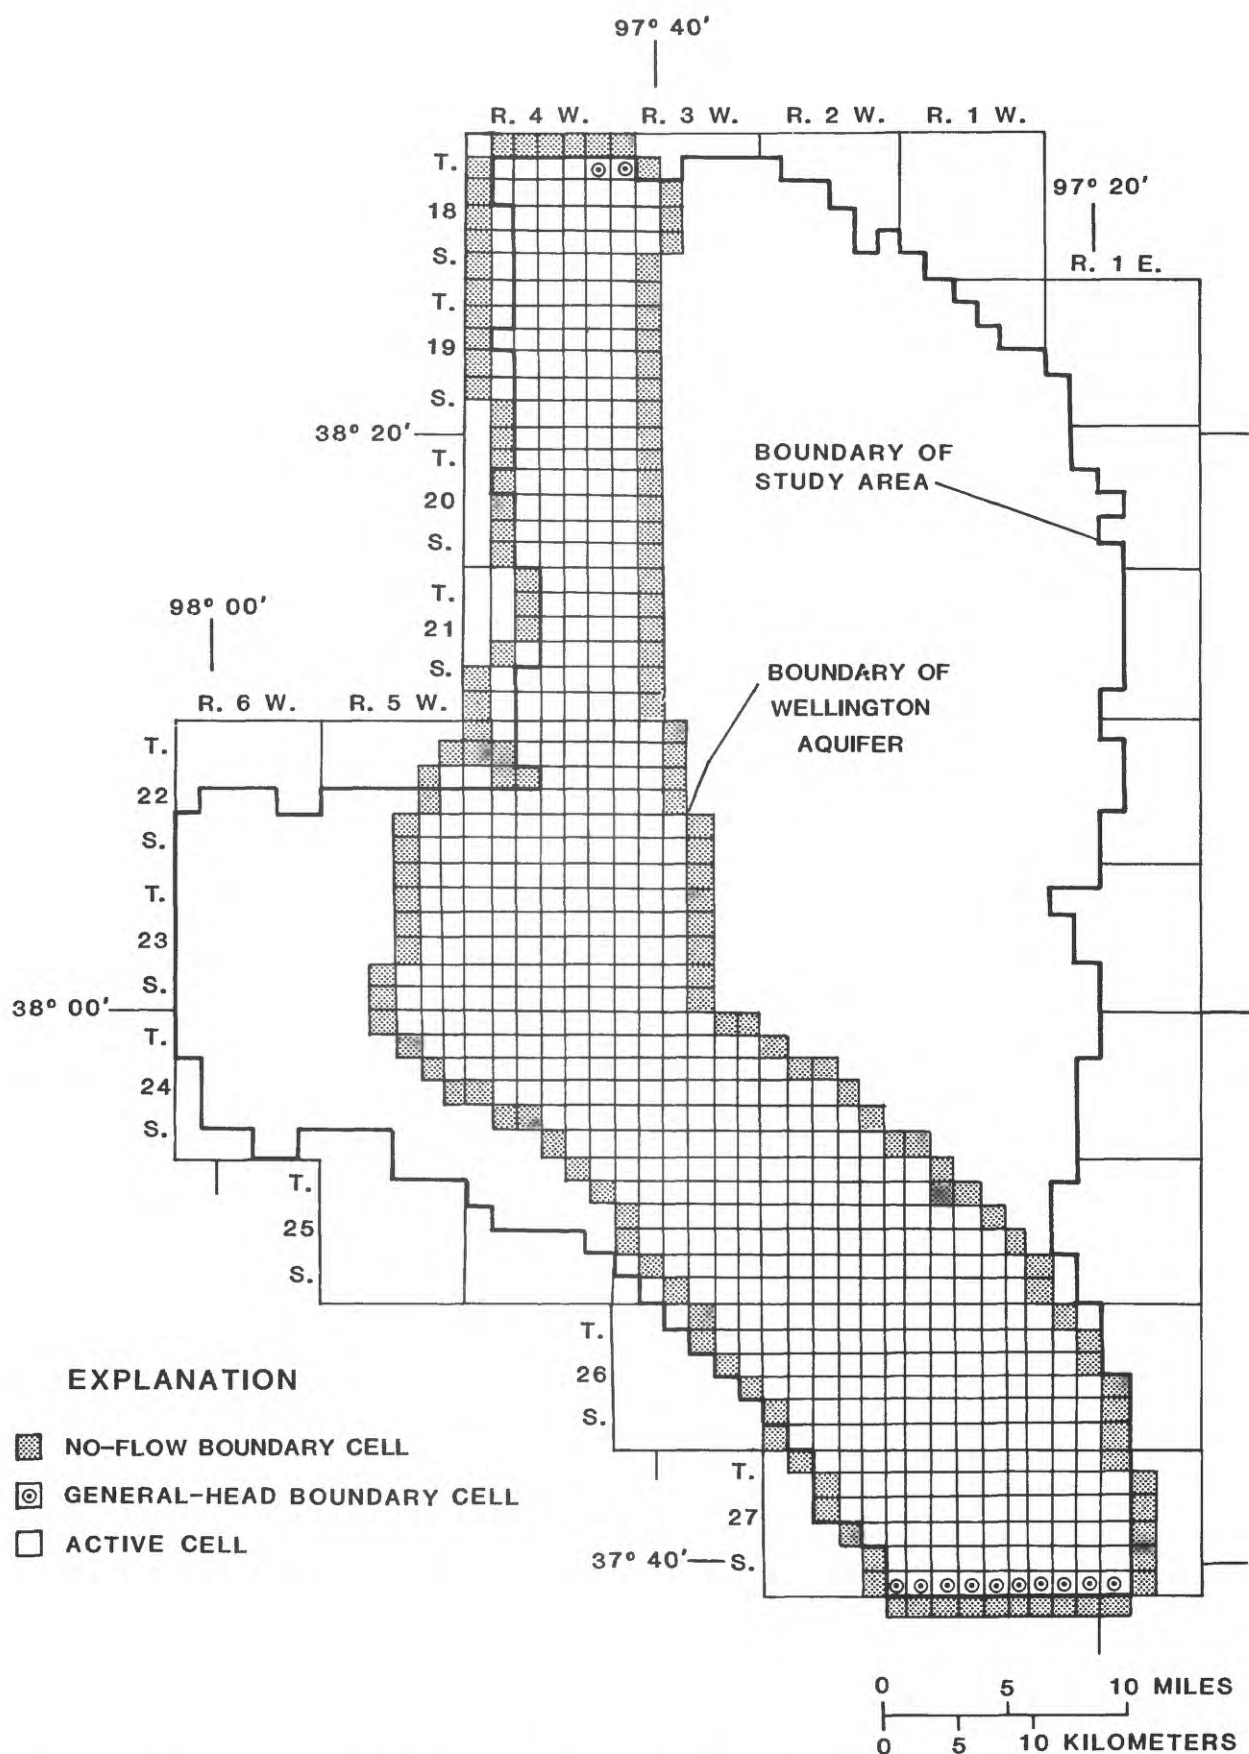 97° 40'
R. 4 W.
R. 3 W.
R. 2 W.
R. 1 W.
T.
18
S.
97° 20'
R. 1 E.
T.
19
S.
38° 20'
T.
20
S.
BOUNDARY OF
STUDY AREA
T.
21
S.
98° 00'
R. 6 W.
R. 5 W.
BOUNDARY OF
WELLINGTON
AQUIFER
T.
22
S.
T.
23
S.
38° 00'
T.
24
S.
T.
25
S.
T.
26
S.
EXPLANATION
NO-FLOW BOUNDARY CELL
GENERAL-HEAD BOUNDARY CELL
ACTIVE CELL
T.
27
S.
37° 40'
0 5 10 MILES
0 5 10 KILOMETERS